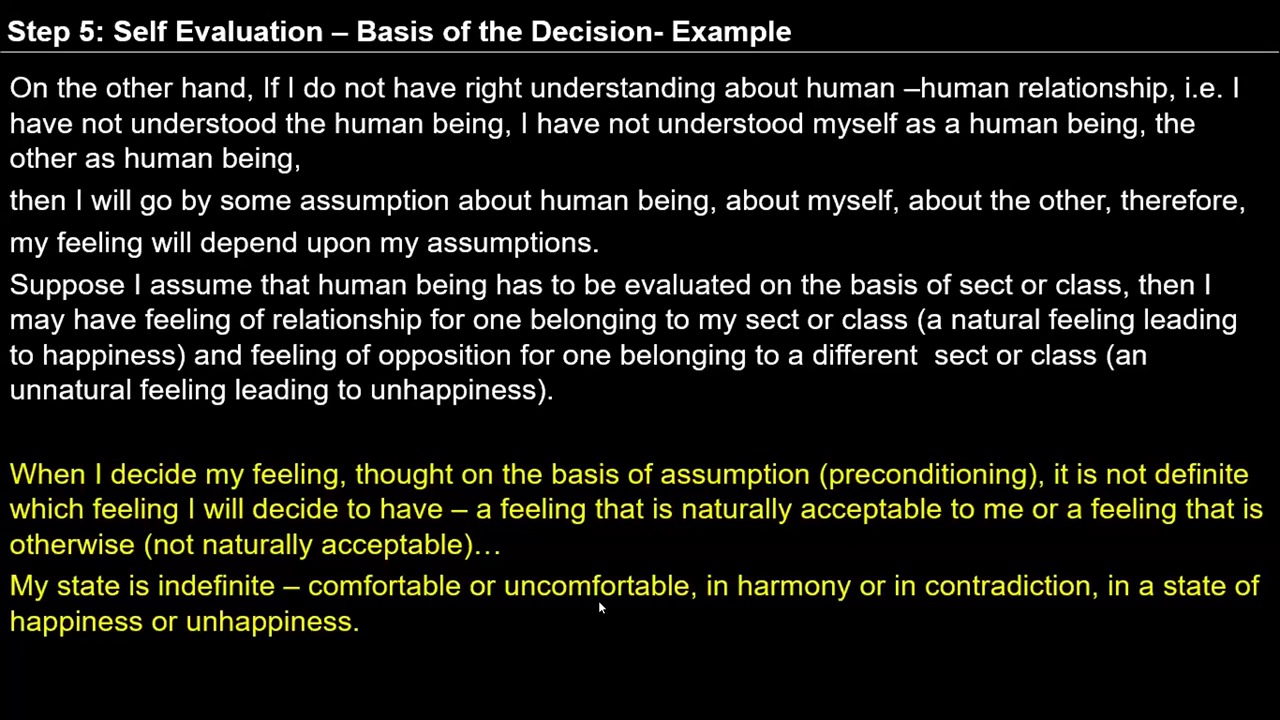 Step 5: Self Evaluation – Basis of the Decision- Example
On the other hand, If I do not have right understanding about human –human relationship, i.e. I
have not understood the human being, I have not understood myself as a human being, the
other as human being,
then I will go by some assumption about human being, about myself, about the other, therefore,
my feeling will depend upon my assumptions.
Suppose I assume that human being has to be evaluated on the basis of sect or class, then I
may have feeling of relationship for one belonging to my sect or class (a natural feeling leading
to happiness) and feeling of opposition for one belonging to a different  sect or class (an
unnatural feeling leading to unhappiness).
When I decide my feeling, thought on the basis of assumption (preconditioning), it is not definite
which feeling I will decide to have – a feeling that is naturally acceptable to me or a feeling that is
otherwise (not naturally acceptable)…
My state is indefinite – comfortable or uncomfortable, in harmony or in contradiction, in a state of
happiness or unhappiness.